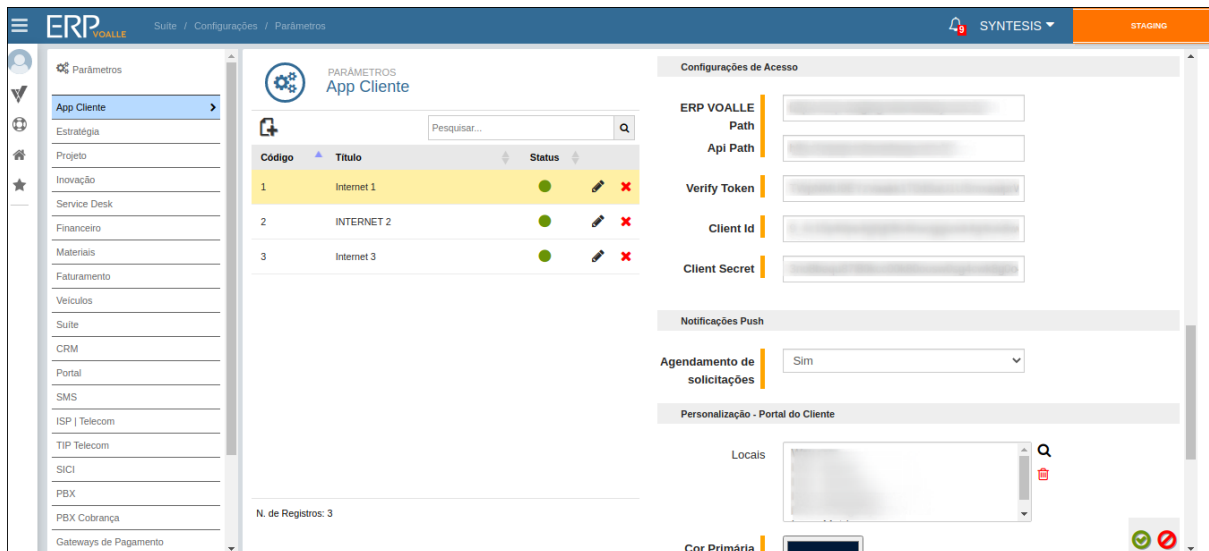 ERP VOALLE
Suíte / Configurações / Parâmetros
9
SYNTESIS
STAGING
Parâmetros
App Cliente
Estratégia
Projeto
Inovação
Service Desk
Financeiro
Materiais
Faturamento
Veículos
Suíte
CRM
Portal
SMS
ISP | Telecom
TIP Telecom
SICI
PBX
PBX Cobrança
Gateways de Pagamento
PARÂMETROS
App Cliente
Pesquisar...
Código Título Status
1 Internet 1
2 INTERNET 2
3 Internet 3
N. de Registros: 3
Configurações de Acesso
ERP VOALLE
Path
Api Path
Verify Token
Client Id
Client Secret
Notificações Push
Agendamento de
solicitações
Sim
Personalização - Portal do Cliente
Locais
Cor Primária